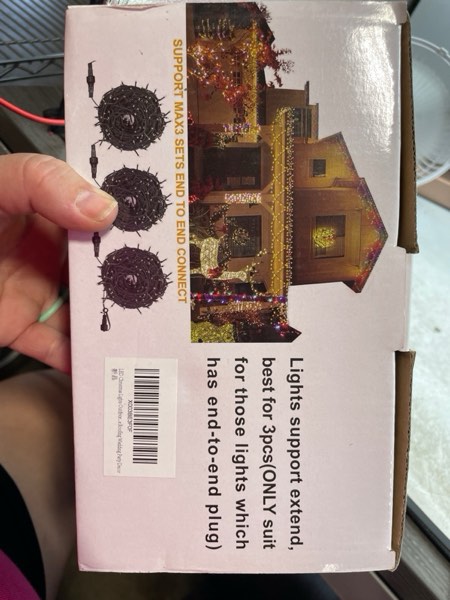 SUPPORT MAX3 SETS END TO END CONNECT
Lights support extend,
best for 3pcs(ONLY suit
for those lights which
has end-to-end plug)